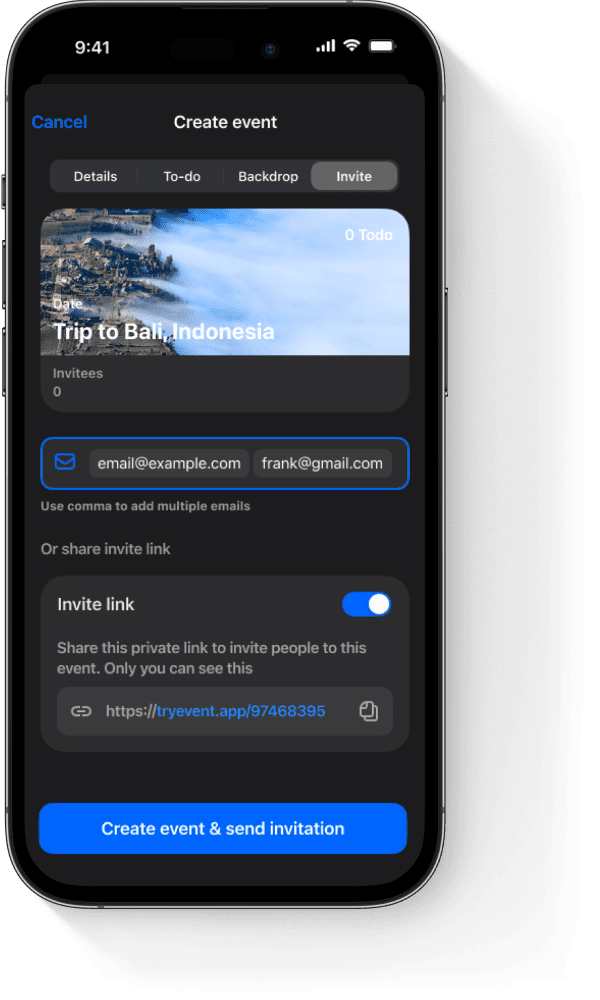 9:41
Cancel
Create event
Details To-do Backdrop Invite
0 Todo
Date
Trip to Bali, Indonesia
Invitees
0
email@example.com frank@gmail.com
Use comma to add multiple emails
Or share invite link
Invite link
Share this private link to invite people to this
event. Only you can see this
https://tryevent.app/97468395
Create event & send invitation